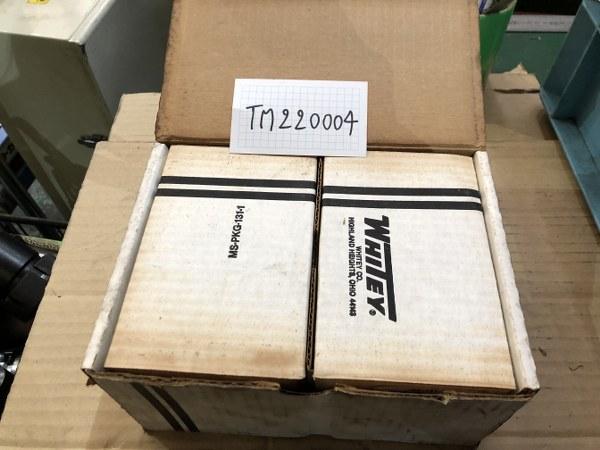 TM220004
MS-PKG-131-1
WHITEY®
WHITEY CO.
HIGHLAND HEIGHTS, OHIO 44143